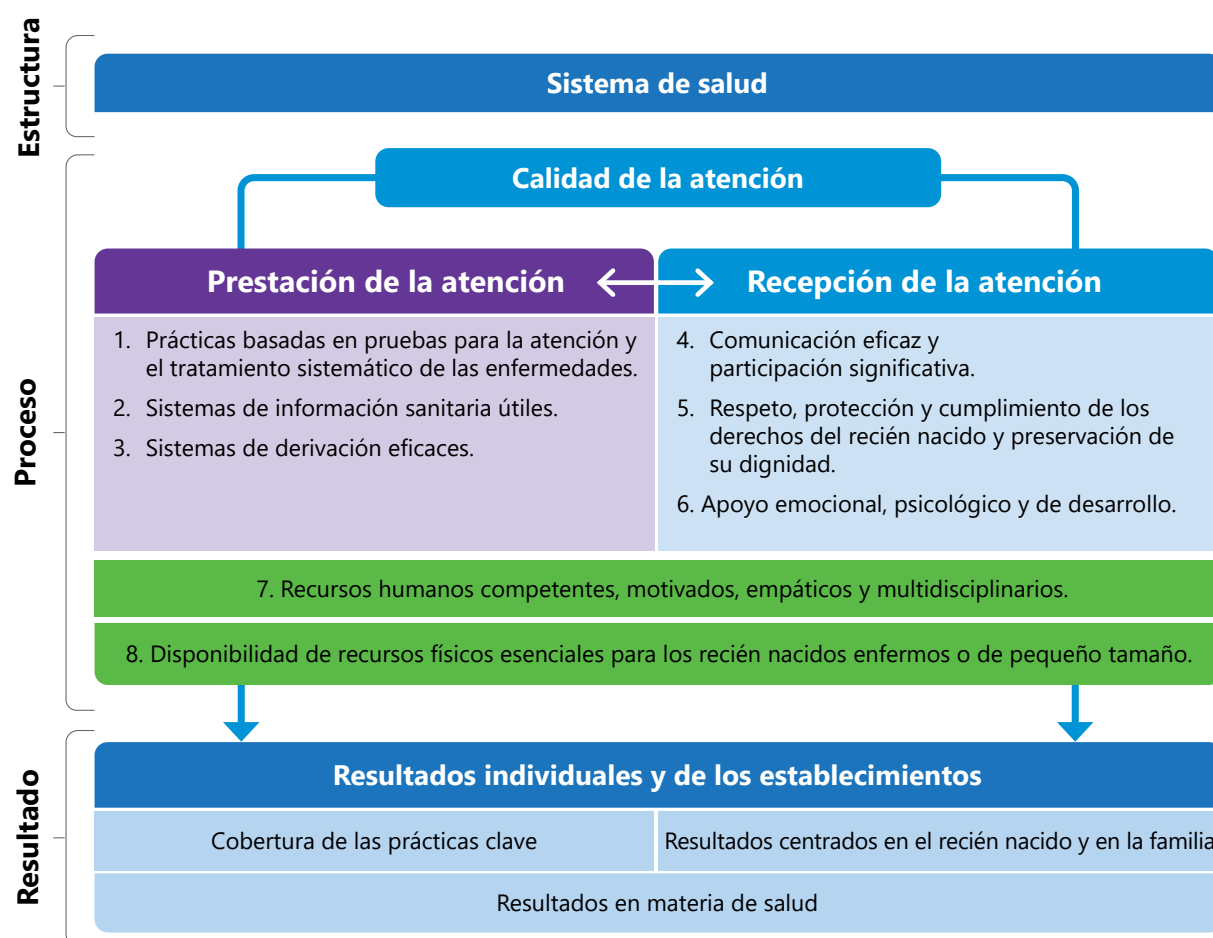 Estructura
Sistema de salud
Proceso
Calidad de la atención
Prestación de la atención
1. Prácticas basadas en pruebas para la atención y
el tratamiento sistemático de las enfermedades.
2. Sistemas de información sanitaria útiles.
3. Sistemas de derivación eficaces.
Recepción de la atención
4. Comunicación eficaz y
participación significativa.
5. Respeto, protección y cumplimiento de los
derechos del recién nacido y preservación de
su dignidad.
6. Apoyo emocional, psicológico y de desarrollo.
7. Recursos humanos competentes, motivados, empáticos y multidisciplinarios.
8. Disponibilidad de recursos físicos esenciales para los recién nacidos enfermos o de pequeño tamaño.
Resultado
Resultados individuales y de los establecimientos
Cobertura de las prácticas clave
Resultados centrados en el recién nacido y en la familia
Resultados en materia de salud